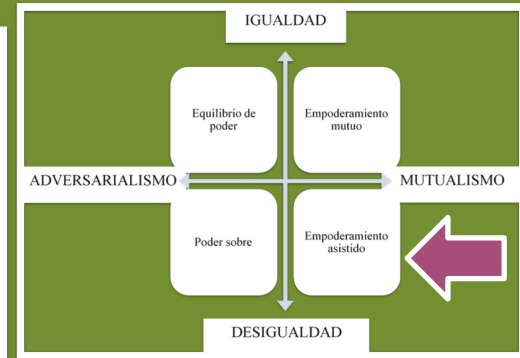 IGUALDAD
Equilibrio de
poder
Empoderamiento
mutuo
ADVERSARIALISMO
MUTUALISMO
Poder sobre
Empoderamiento
asistido
DESIGUALDAD